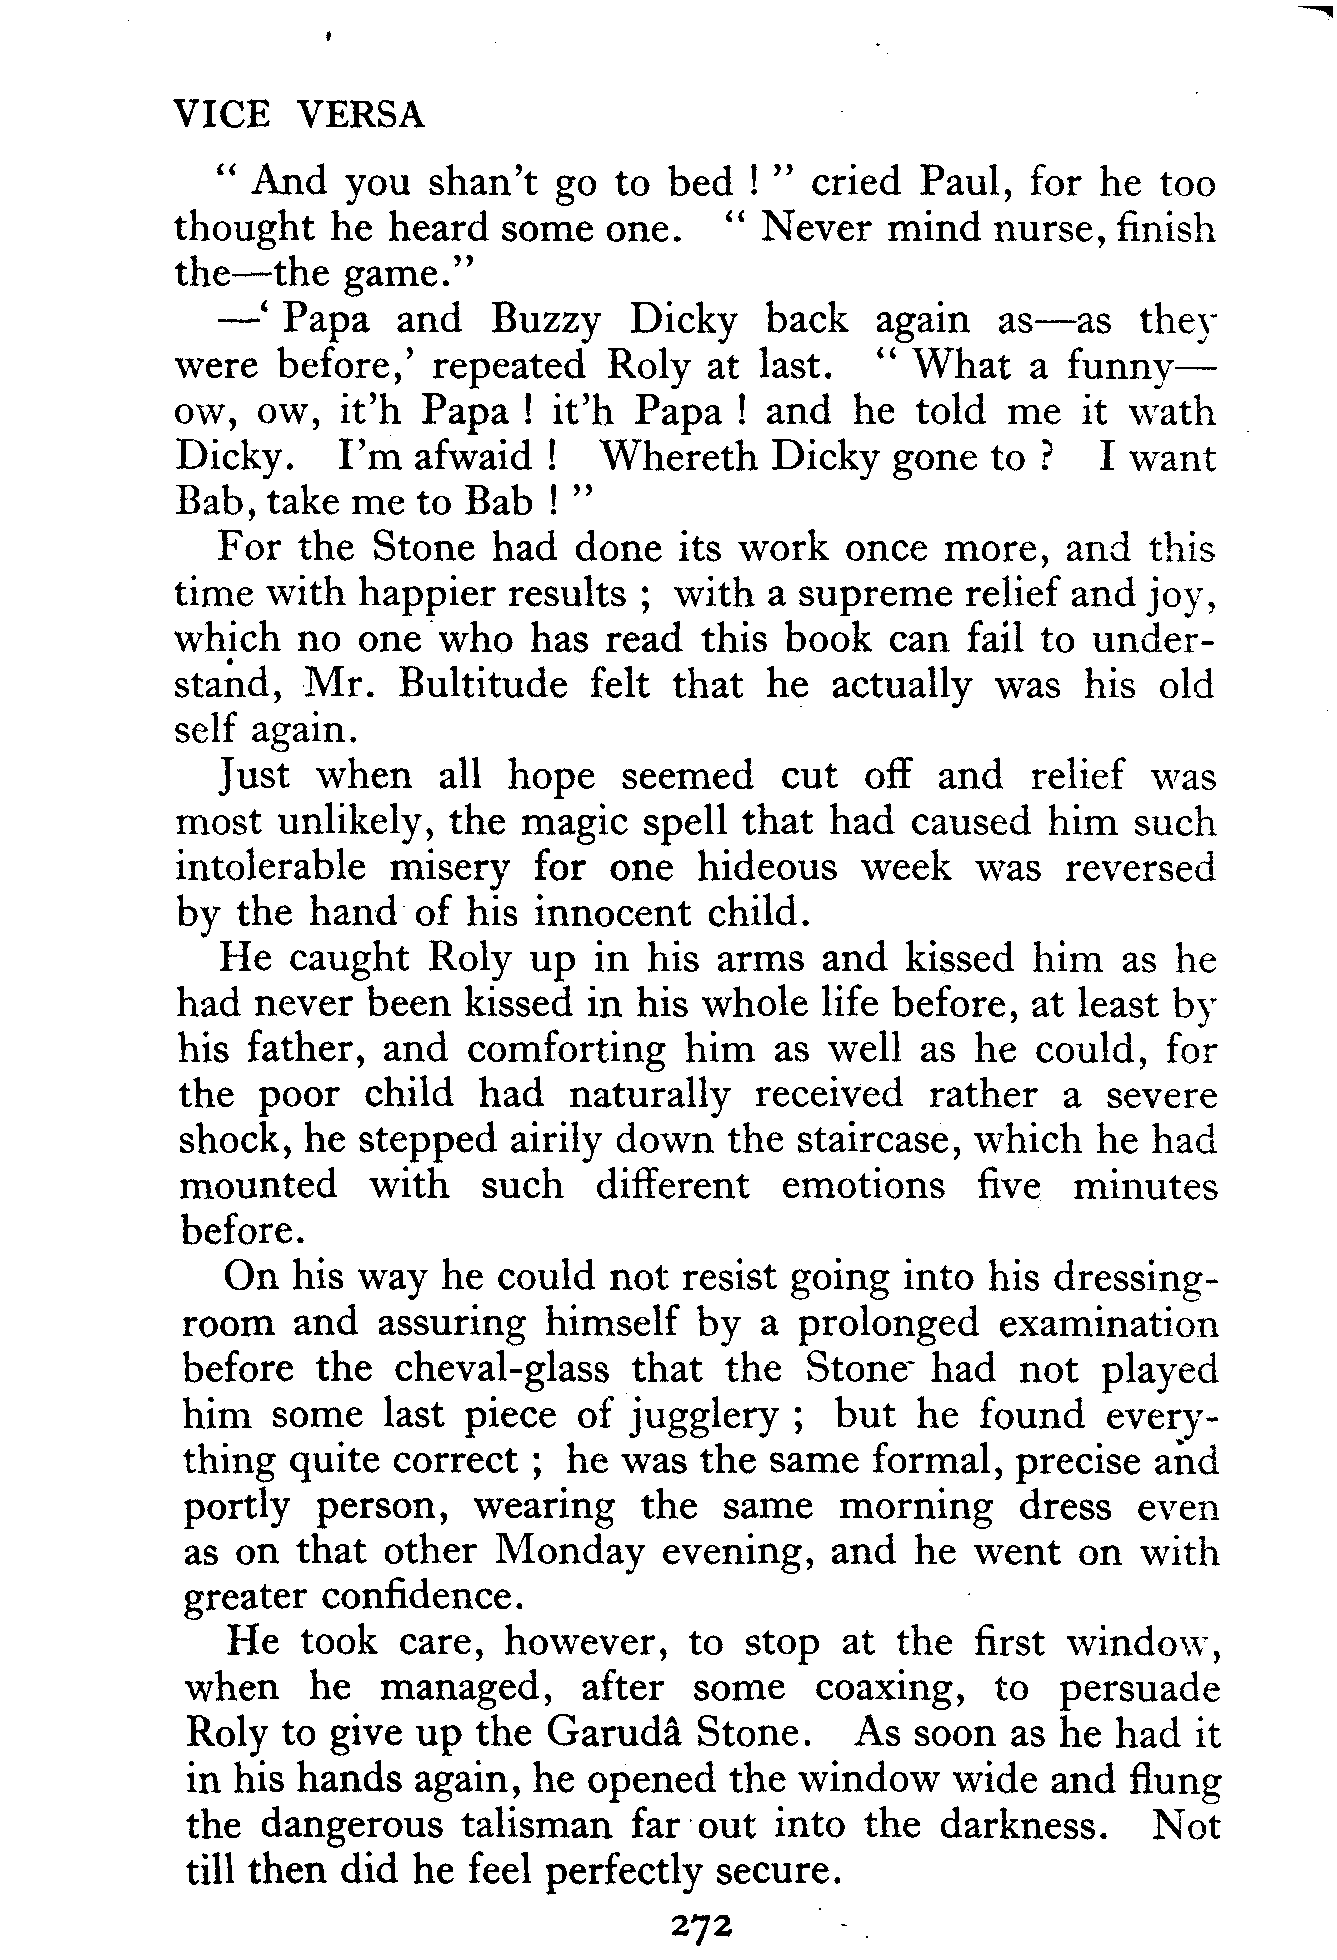 VICE VERSA
“ And you shan't go to bed ! ” cried Paul, for he too
thought he heard some one. “ Never mind nurse, finish
the—the game.”
—‘ Papa and Buzzy Dicky back again as—as they
were before,’ repeated Roly at last. “ What a funny—
ow, ow, it'h Papa ! it'h Papa ! and he told me it wath
Dicky. I'm afwaid ! Whereth Dicky gone to ? I want
Bab, take me to Bab ! ”
For the Stone had done its work once more, and this
time with happier results ; with a supreme relief and joy,
which no one who has read this book can fail to under-
stand, Mr. Bultitude felt that he actually was his old
self again.
Just when all hope seemed cut off and relief was
most unlikely, the magic spell that had caused him such
intolerable misery for one hideous week was reversed
by the hand of his innocent child.
He caught Roly up in his arms and kissed him as he
had never been kissed in his whole life before, at least by
his father, and comforting him as well as he could, for
the poor child had naturally received rather a severe
shock, he stepped airily down the staircase, which he had
mounted with such different emotions five minutes
before.
On his way he could not resist going into his dressing-
room and assuring himself by a prolonged examination
before the cheval-glass that the Stone had not played
him some last piece of jugglery ; but he found every-
thing quite correct ; he was the same formal, precise and
portly person, wearing the same morning dress even
as on that other Monday evening, and he went on with
greater confidence.
He took care, however, to stop at the first window,
when he managed, after some coaxing, to persuade
Roly to give up the Garudâ Stone. As soon as he had it
in his hands again, he opened the window wide and flung
the dangerous talisman far out into the darkness. Not
till then did he feel perfectly secure.
272